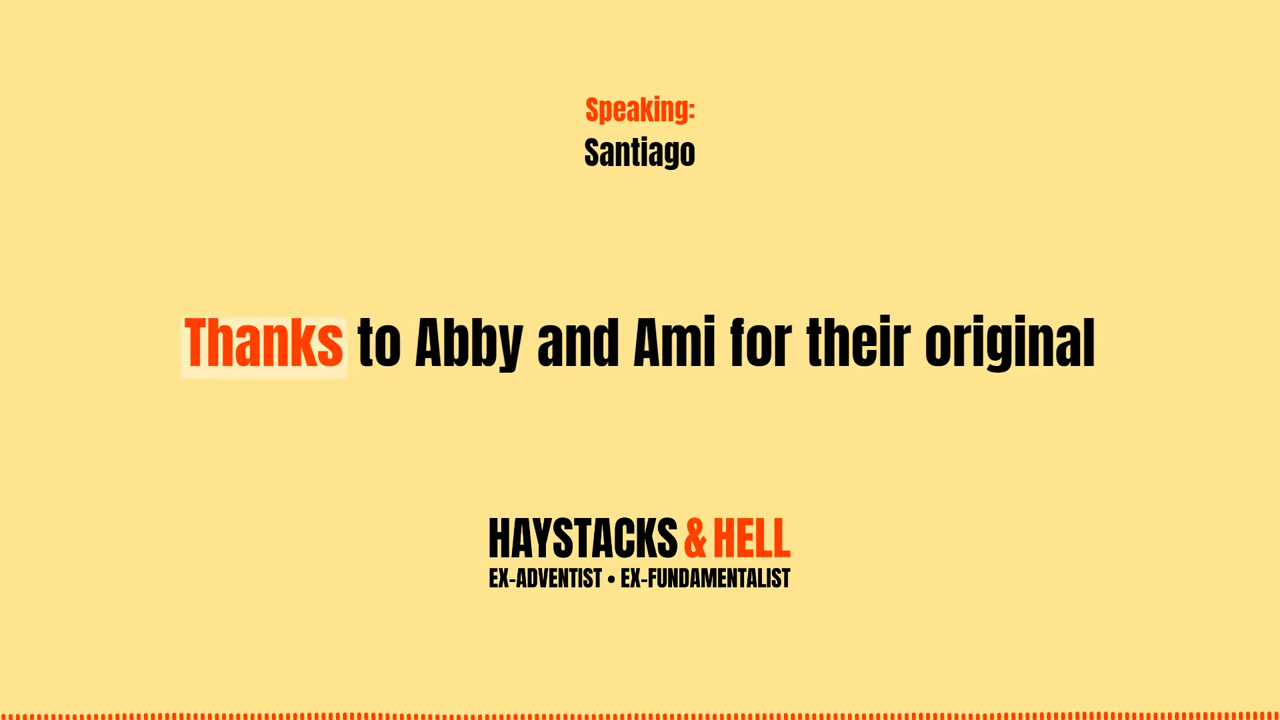 Speaking:
Santiago
Thanks to Abby and Ami for their original
HAYSTACKS & HELL
EX-ADVENTIST • EX-FUNDAMENTALIST